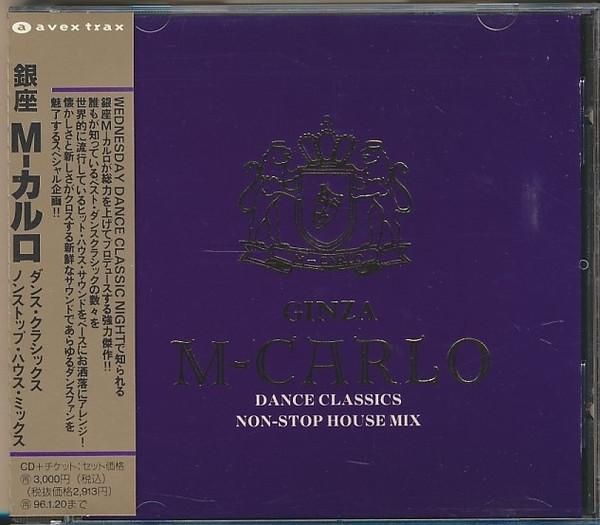 a avex trax
銀座
M-カルロ
ダンス・クラシックス
ノンストップ・ハウス・ミックス
WEDNESDAY DANCE CLASSIC NIGHTで知られる
銀座M-カルロが総力を上げてプロデュースする強力傑作!!
誰もが知っているベスト・ダンスクラシックの数々を
世界的に流行しているヒット・ハウス・サウンドをベースにお洒落にアレンジ!
懐かしさと新しさがクロスする新鮮なサウンドであらゆるダンスファンを
魅了するスペシャル企画!!
CD+チケット:セット価格
3,000円(税込)
(税抜価格2,913円)
96.1.20まで
GINZA
M-CARLO
DANCE CLASSICS
NON-STOP HOUSE MIX